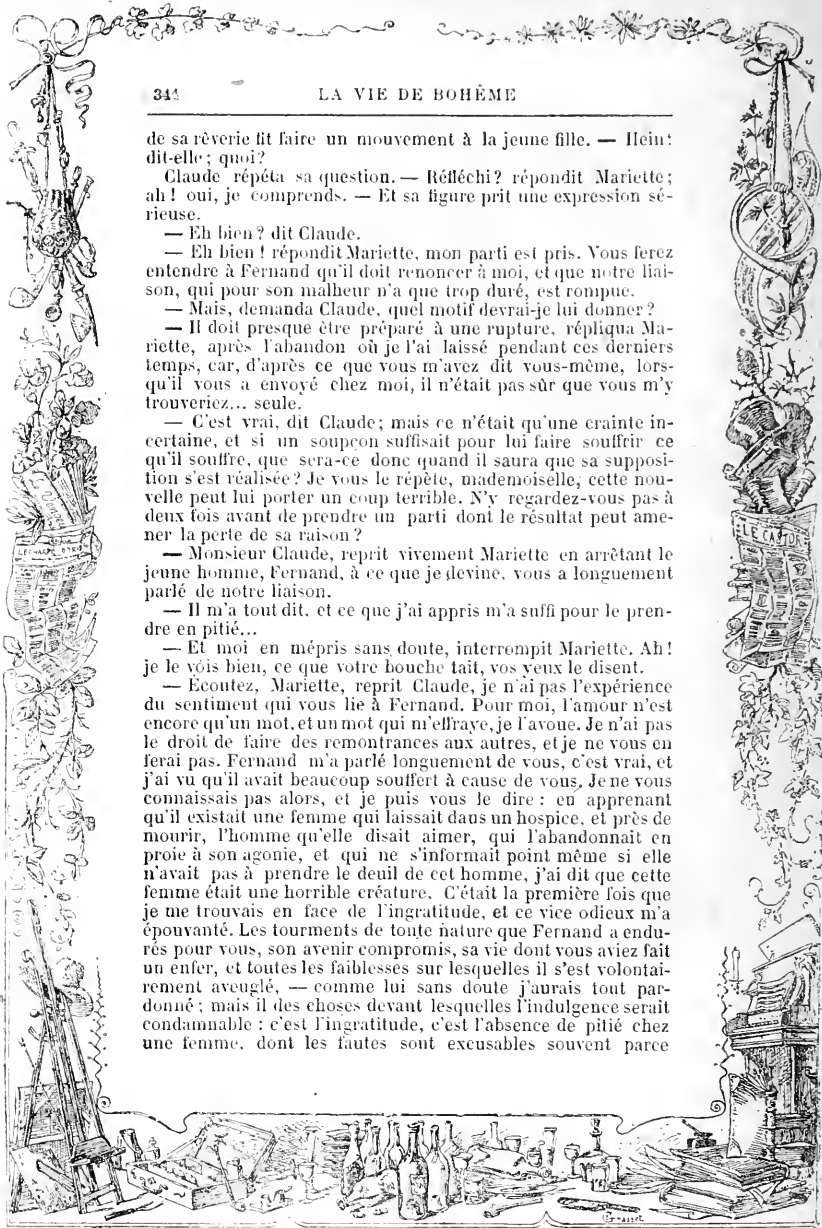 344 LA VIE DE BOHÊME
de sa rêverie fit faire un mouvement à la jeune fille. — Hein!
dit-elle; quoi?
Claude répéta sa question. — Réfléchi? répondit Mariette;
ah! oui, je comprends. — Et sa figure prit une expression sé-
rieuse.
— Eh bien? dit Claude.
— Eh bien! répondit Mariette, mon parti est pris. Vous ferez
entendre à Fernand qu'il doit renoncer à moi, et que notre liai-
son, qui pour son malheur n'a que trop duré, est rompue.
— Mais, demanda Claude, quel motif devrai-je lui donner?
— Il doit presque être préparé à une rupture, répliqua Ma-
riette, après l'abandon où je l'ai laissé pendant ces derniers
temps, car, d'après ce que vous m'avez dit vous-même, lors-
qu'il vous a envoyé chez moi, il n'était pas sûr que vous m'y
trouveriez... seule.
— C'est vrai, dit Claude; mais ce n'était qu'une crainte in-
certaine, et si un soupçon suffisait pour lui faire souffrir ce
qu'il souffre, que sera-ce donc quand il saura que sa supposi-
tion s'est réalisée? Je vous le répète, mademoiselle, cette nou-
velle peut lui porter un coup terrible. N'y regardez-vous pas à
deux fois avant de prendre un parti dont le résultat peut ame-
ner la perte de sa raison?
— Monsieur Claude, reprit vivement Mariette en arrêtant le
jeune homme, Fernand, à ce que je devine, vous a longuement
parlé de notre liaison.
— Il m'a tout dit, et ce que j'ai appris m'a suffi pour le pren-
dre en pitié...
— Et moi en mépris sans doute, interrompit Mariette. Ah!
je le vois bien, ce que votre bouche tait, vos yeux le disent.
— Écoutez, Mariette, reprit Claude, je n'ai pas l'expérience
du sentiment qui vous lie à Fernand. Pour moi, l'amour n'est
encore qu'un mot, et un mot qui m'effraye, je l'avoue. Je n'ai pas
le droit de faire des remontrances aux autres, et je ne vous en
ferai pas. Fernand m'a parlé longuement de vous, c'est vrai, et
j'ai vu qu'il avait beaucoup souffert à cause de vous. Je ne vous
connaissais pas alors, et je puis vous le dire : en apprenant
qu'il existait une femme qui laissait dans un hospice, et près de
mourir, l'homme qu'elle disait aimer, qui l'abandonnait en
proie à son agonie, et qui ne s'informait point même si elle
n'avait pas à prendre le deuil de cet homme, j'ai dit que cette
femme était une horrible créature. C'était la première fois que
je me trouvais en face de l'ingratitude, et ce vice odieux m'a
épouvanté. Les tourments de toute nature que Fernand a endu-
rés pour vous, son avenir compromis, sa vie dont vous aviez fait
un enfer, et toutes les faiblesses sur lesquelles il s'est volontai-
rement aveuglé, — comme lui sans doute j'aurais tout par-
donné; mais il des choses devant lesquelles l'indulgence serait
condamnable : c'est l'ingratitude, c'est l'absence de pitié chez
une femme, dont les fautes sont excusables souvent parce
LE CASTOR